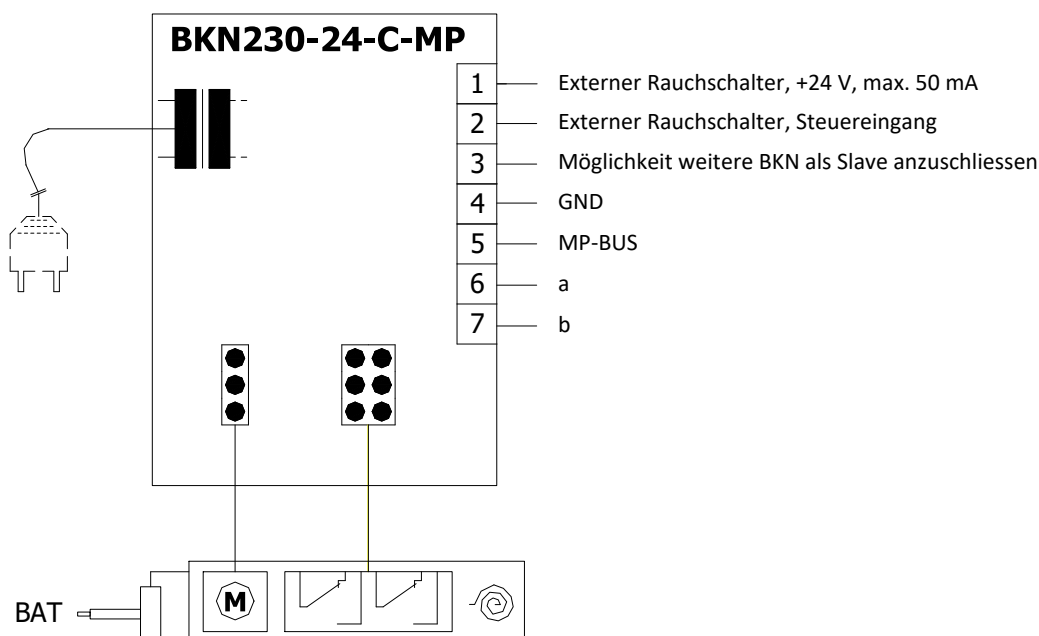 BKN230-24-C-MP
1 Externer Rauchschalter, +24 V, max. 50 mA
2 Externer Rauchschalter, Steuereingang
3 Möglichkeit weitere BKN als Slave anzuschliessen
4 GND
5 MP-BUS
6 a
7 b
BAT
M